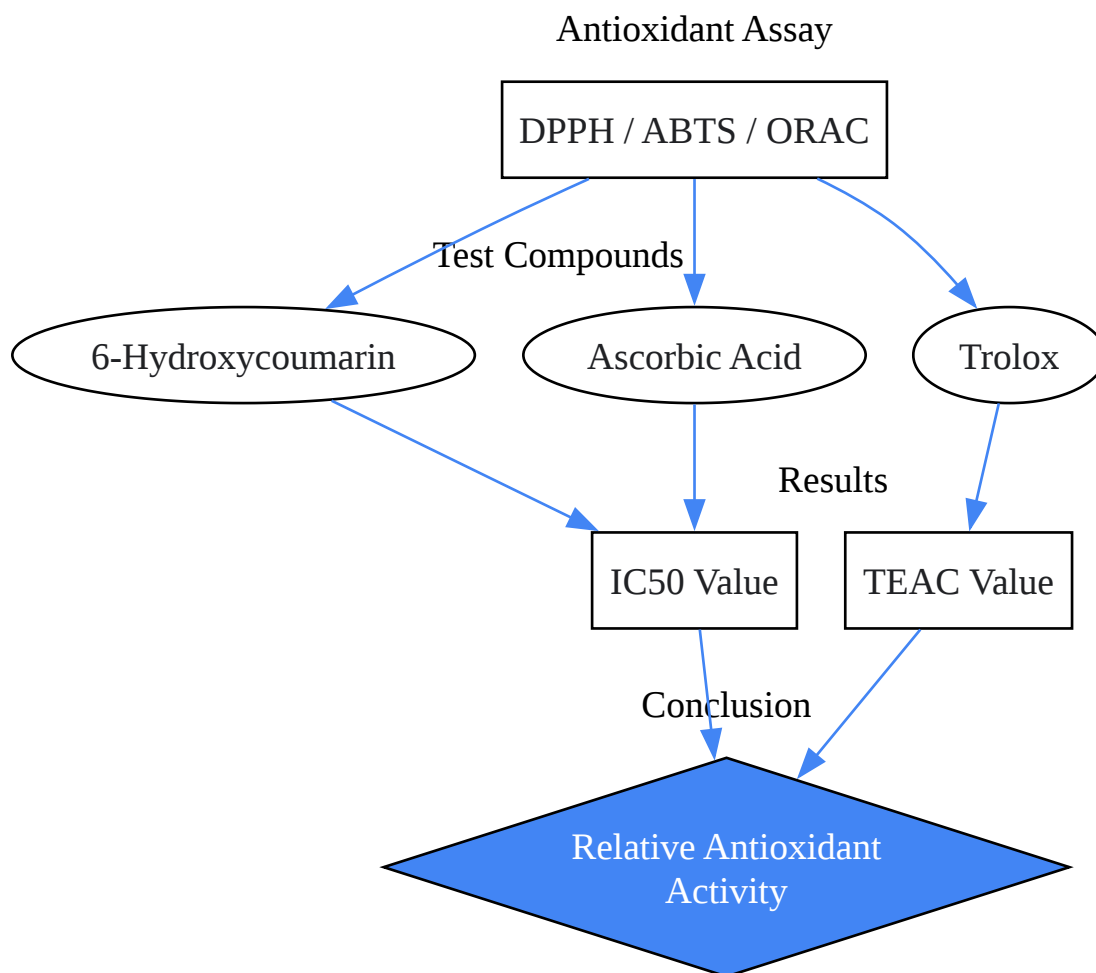 Antioxidant Assay
DPPH / ABTS / ORAC
Test Compounds
6-Hydroxycoumarin
Ascorbic Acid
Trolox
Results
IC50 Value
TEAC Value
Conclusion
Relative Antioxidant
Activity